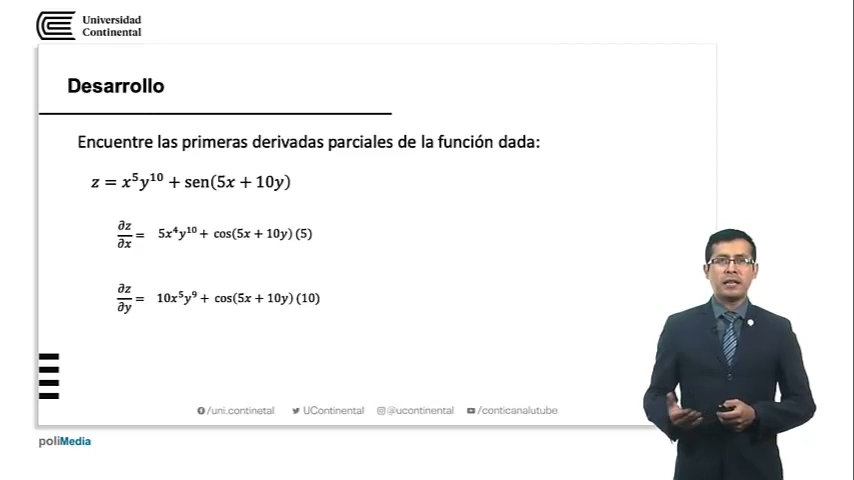 Universidad
Continental
Desarrollo
Encuentre las primeras derivadas parciales de la función dada:
z = x⁵y¹⁰ + sen(5x + 10y)
∂z/∂x = 5x⁴y¹⁰ + cos(5x + 10y) (5)
∂z/∂y = 10x⁵y⁹ + cos(5x + 10y) (10)
/uni.continetal UContinental @ucontinental /conticanalutube
poliMedia